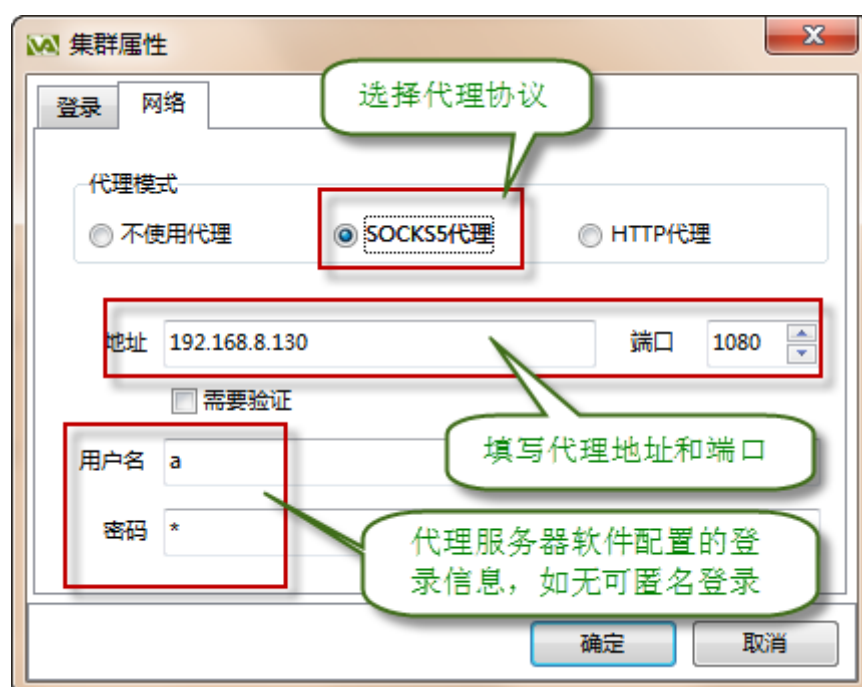 集群属性
登录 网络
选择代理协议
代理模式
不使用代理 SOCKS5代理 HTTP代理
地址 192.168.8.130 端口 1080
需要验证
填写代理地址和端口
用户名 a
密码 *
代理服务器软件配置的登
录信息，如无可匿名登录
确定 取消